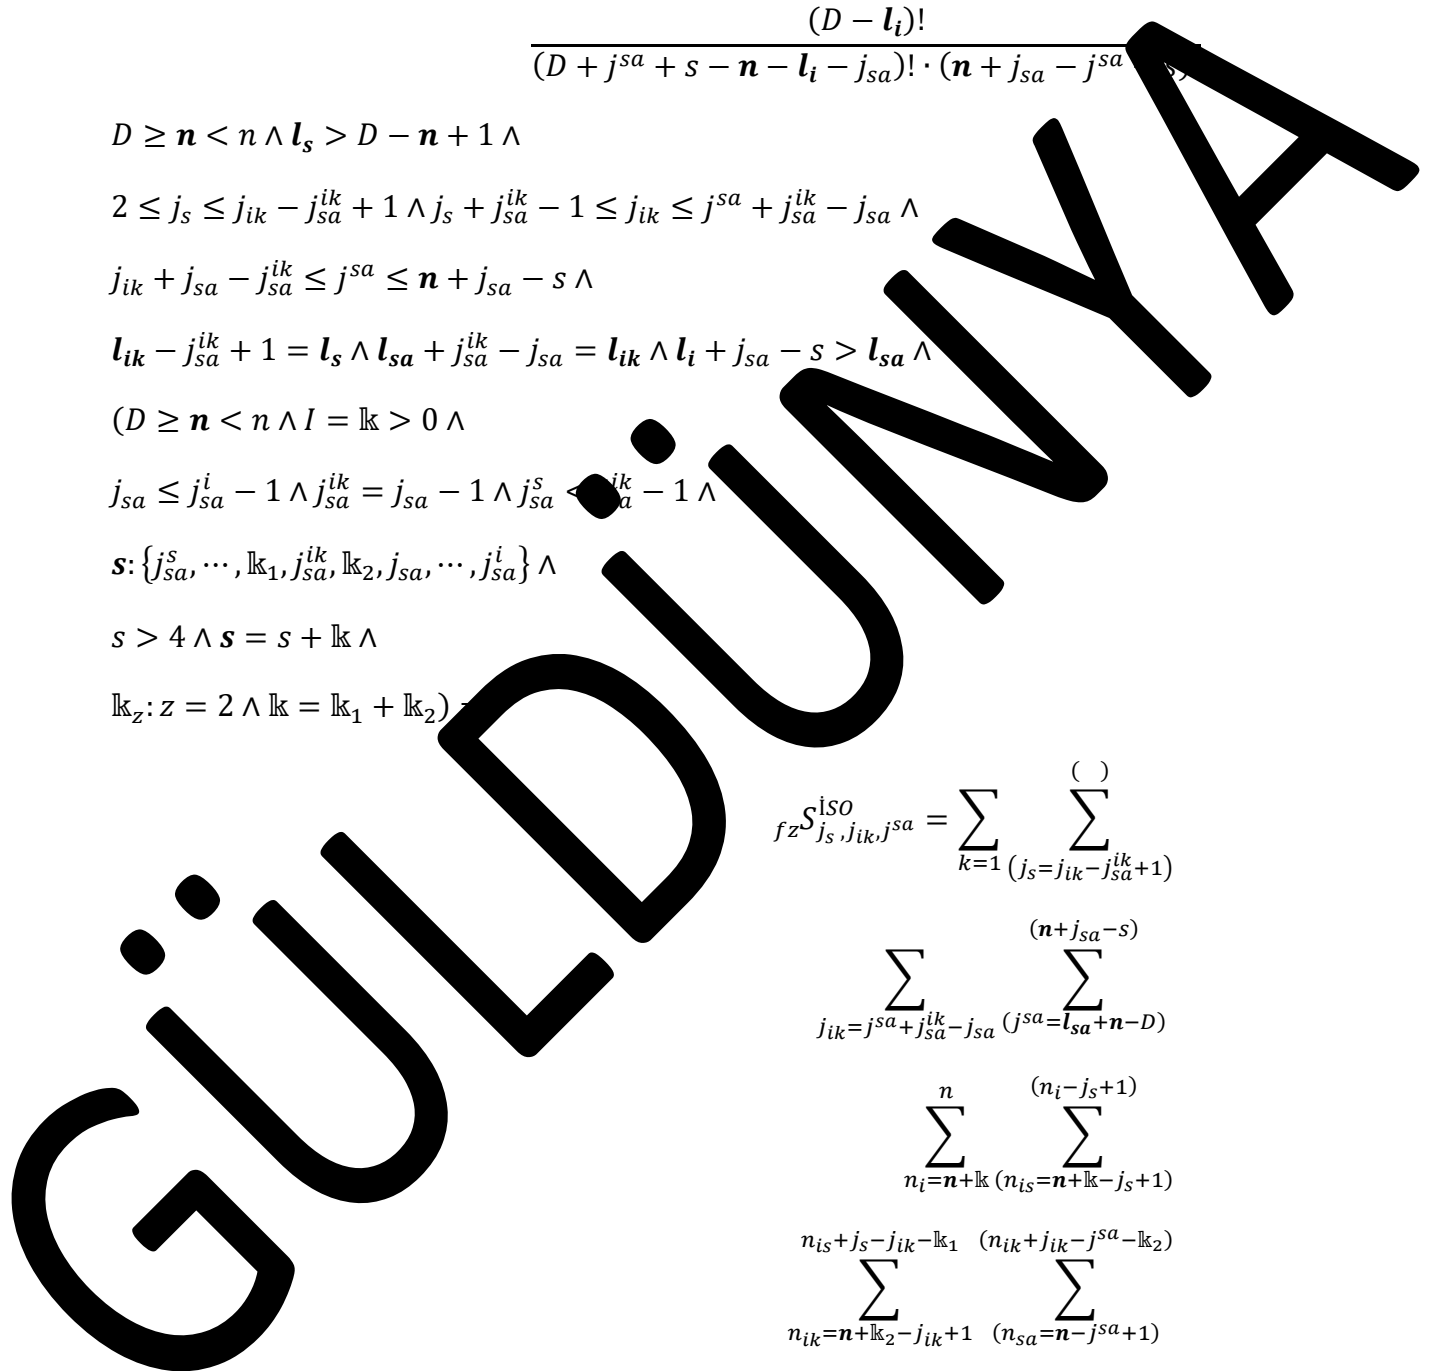 (D − l_i)!
(D + j^{sa} + s − n − l_i − j_{sa})! · (n + j_{sa} − j^{sa}
D ≥ n < n ∧ l_s > D − n + 1 ∧
2 ≤ j_s ≤ j_{ik} − j_{sa}^{ik} + 1 ∧ j_s + j_{sa}^{ik} − 1 ≤ j_{ik} ≤ j^{sa} + j_{sa}^{ik} − j_{sa} ∧
j_{ik} + j_{sa} − j_{sa}^{ik} ≤ j^{sa} ≤ n + j_{sa} − s ∧
l_{ik} − j_{sa}^{ik} + 1 = l_s ∧ l_{sa} + j_{sa}^{ik} − j_{sa} = l_{ik} ∧ l_i + j_{sa} − s > l_{sa} ∧
(D ≥ n < n ∧ I = 𝕜 > 0 ∧
j_{sa} ≤ j_{sa}^{i} − 1 ∧ j_{sa}^{ik} = j_{sa} − 1 ∧ j_{sa}^{s} < − 1 ∧
s: {j_{sa}^{s}, ⋯ , 𝕜_1, j_{sa}^{ik}, 𝕜_2, j_{sa}, ⋯ , j_{sa}^{i}} ∧
s > 4 ∧ s = s + 𝕜 ∧
𝕜_z: z = 2 ∧ 𝕜 = 𝕜_1 + 𝕜_2)
_{fz}S_{j_s,j_{ik},j^{sa}}^{İSO} = ∑_{k=1} ∑_{(j_s=j_{ik}−j_{sa}^{ik}+1)}^{( )}
∑_{j_{ik}=j^{sa}+j_{sa}^{ik}−j_{sa}} ∑_{(j^{sa}=l_{sa}+n−D)}^{(n+j_{sa}−s)}
∑_{n_i=n+𝕜}^{n} ∑_{(n_{is}=n+𝕜−j_s+1)}^{(n_i−j_s+1)}
∑_{n_{ik}=n+𝕜_2−j_{ik}+1}^{n_{is}+j_s−j_{ik}−𝕜_1} ∑_{(n_{sa}=n−j^{sa}+1)}^{(n_{ik}+j_{ik}−j^{sa}−𝕜_2)}
GÜLDÜNYA